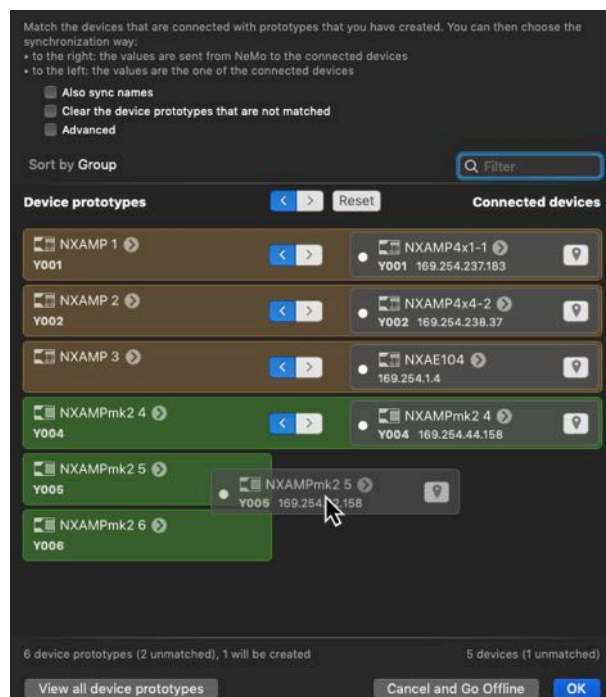 Match the devices that are connected with prototypes that you have created. You can then choose the
synchronization way:
• to the right: the values are sent from NeMo to the connected devices
• to the left: the values are the one of the connected devices
Also sync names
Clear the device prototypes that are not matched
Advanced
Sort by Group
Filter
Device prototypes < > Reset Connected devices
NXAMP 1
Y001
< >
NXAMP4x1-1
Y001 169.254.237.183
NXAMP 2
Y002
< >
NXAMP4x4-2
Y002 169.254.238.37
NXAMP 3
< >
NXAE104
169.254.1.4
NXAMPmk2 4
Y004
< >
NXAMPmk2 4
Y004 169.254.44.158
NXAMPmk2 5
Y005
NXAMPmk2 5
Y005
NXAMPmk2 6
Y006
6 device prototypes (2 unmatched), 1 will be created
5 devices (1 unmatched)
View all device prototypes
Cancel and Go Offline
OK